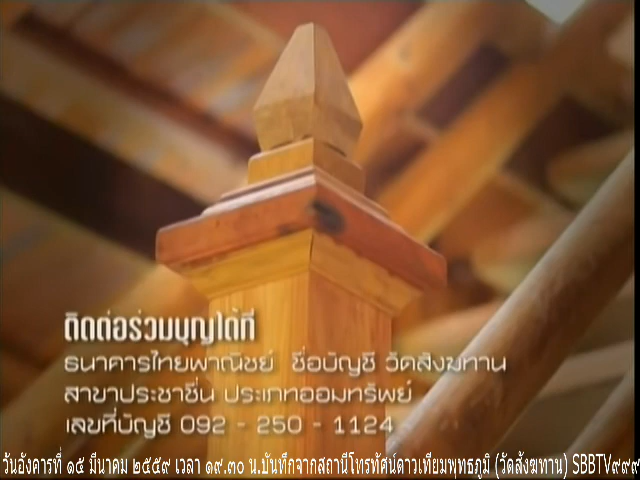 ติดต่อร่วมบุญได้ที่
ธนาคารไทยพาณิชย์ ชื่อบัญชี วัดสังฆทาน
สาขาประชาชื่น ประเภทออมทรัพย์
เลขที่บัญชี 092 - 250 - 1124
วันอังคารที่ ๑๕ มีนาคม ๒๕๕๙ เวลา ๑๙.๓๐ น.บันทึกจากสถานีโทรทัศน์ดาวเทียมพุทธภูมิ (วัดสังฆทาน) SBBTV๙๙๙